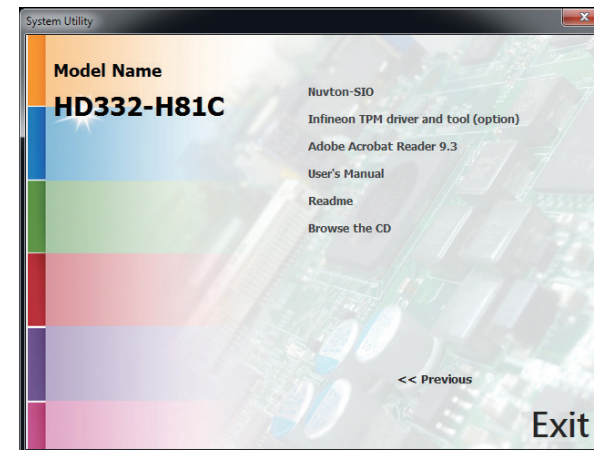 System Utility
Model Name
HD332-H81C
Nuvton-SIO
Infineon TPM driver and tool (option)
Adobe Acrobat Reader 9.3
User's Manual
Readme
Browse the CD
<< Previous
Exit